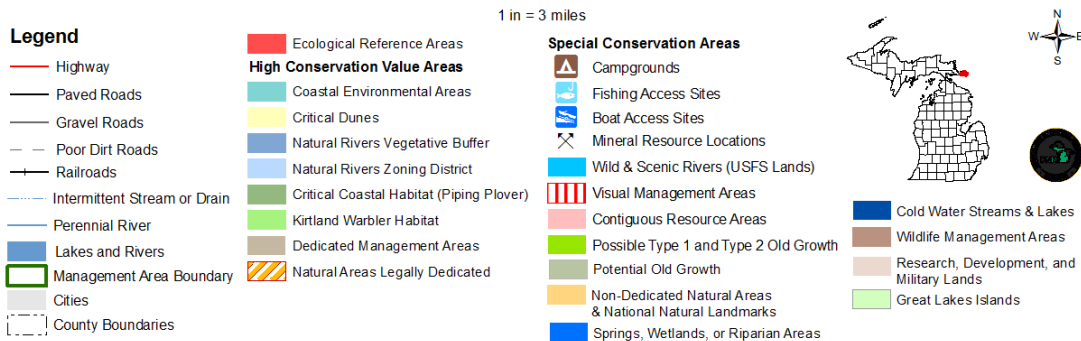 1 in = 3 miles
Legend
Highway
Paved Roads
Gravel Roads
Poor Dirt Roads
Railroads
Intermittent Stream or Drain
Perennial River
Lakes and Rivers
Management Area Boundary
Cities
County Boundaries
Ecological Reference Areas
High Conservation Value Areas
Coastal Environmental Areas
Critical Dunes
Natural Rivers Vegetative Buffer
Natural Rivers Zoning District
Critical Coastal Habitat (Piping Plover)
Kirtland Warbler Habitat
Dedicated Management Areas
Natural Areas Legally Dedicated
Special Conservation Areas
Campgrounds
Fishing Access Sites
Boat Access Sites
Mineral Resource Locations
Wild & Scenic Rivers (USFS Lands)
Visual Management Areas
Contiguous Resource Areas
Possible Type 1 and Type 2 Old Growth
Potential Old Growth
Non-Dedicated Natural Areas
& National Natural Landmarks
Springs, Wetlands, or Riparian Areas
N
W E
S
Cold Water Streams & Lakes
Wildlife Management Areas
Research, Development, and
Military Lands
Great Lakes Islands